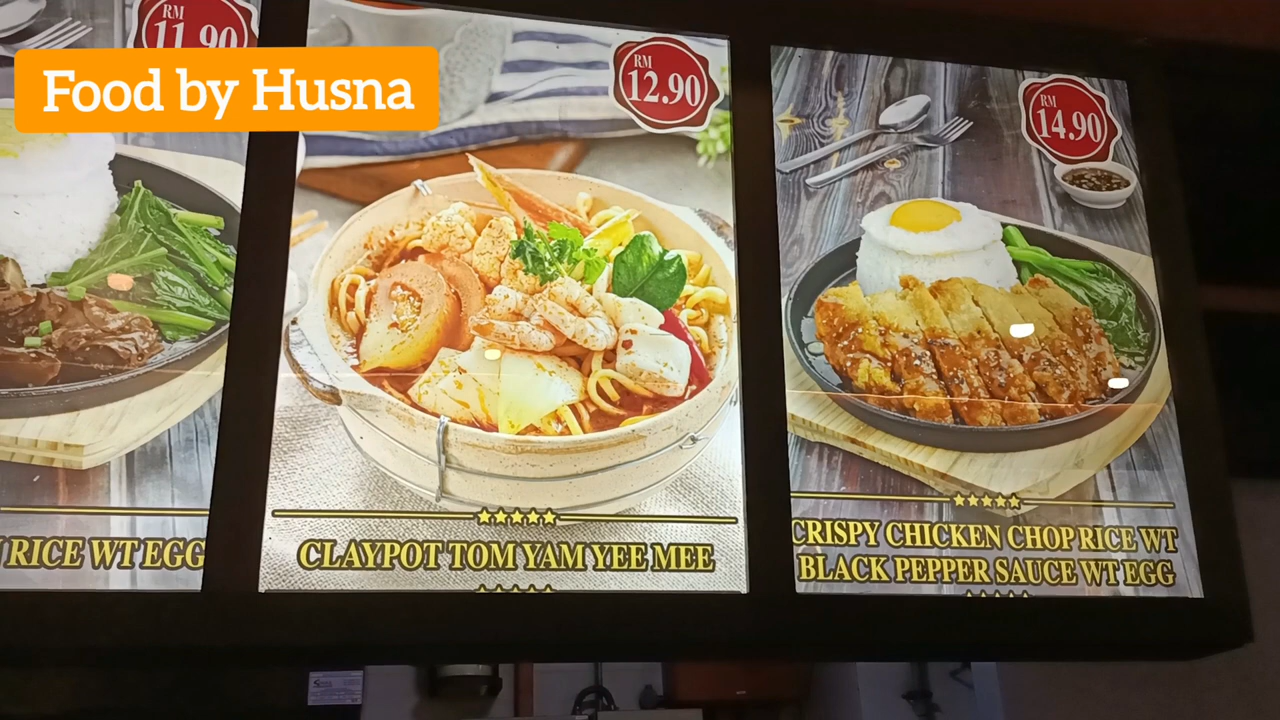 RM
11.90
Food by Husna
RICE WT EGG
RM
12.90
CLAYPOT TOM YAM YEE MEE
RM
14.90
CRISPY CHICKEN CHOP RICE WT
BLACK PEPPER SAUCE WT EGG